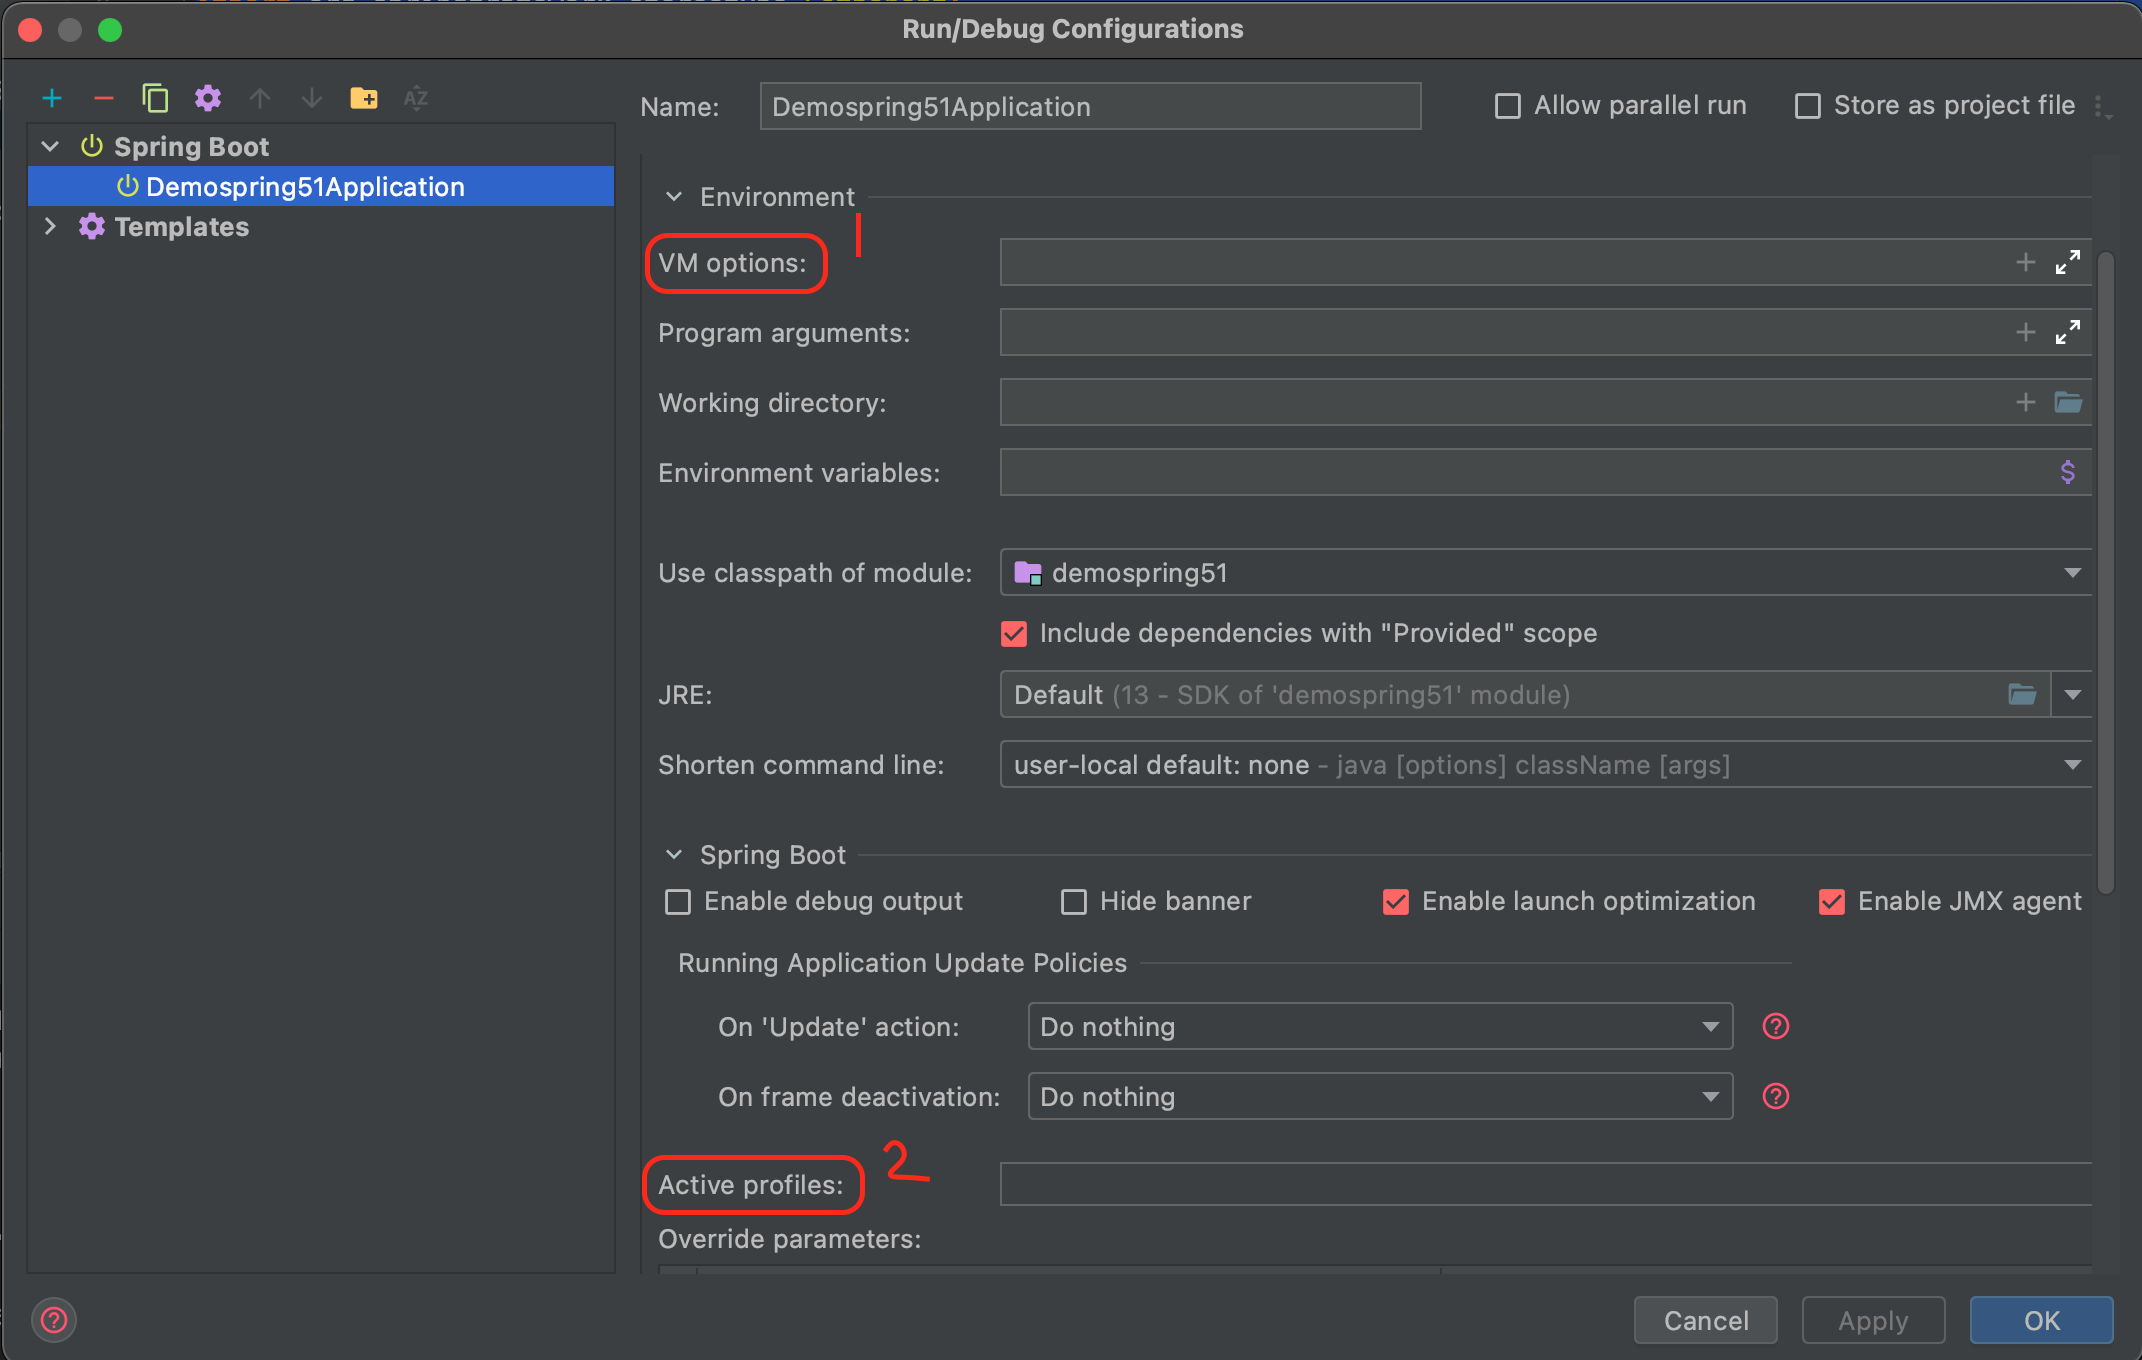 Run/Debug Configurations
Name: Demospring51Application Allow parallel run Store as project file
Spring Boot
Demospring51Application
Templates
Environment
1
VM options:
Program arguments:
Working directory:
Environment variables:
Use classpath of module: demospring51
Include dependencies with "Provided" scope
JRE: Default (13 - SDK of 'demospring51' module)
Shorten command line: user-local default: none - java [options] className [args]
Spring Boot
Enable debug output Hide banner Enable launch optimization Enable JMX agent
Running Application Update Policies
On 'Update' action: Do nothing
On frame deactivation: Do nothing
2
Active profiles:
Override parameters:
Cancel Apply OK